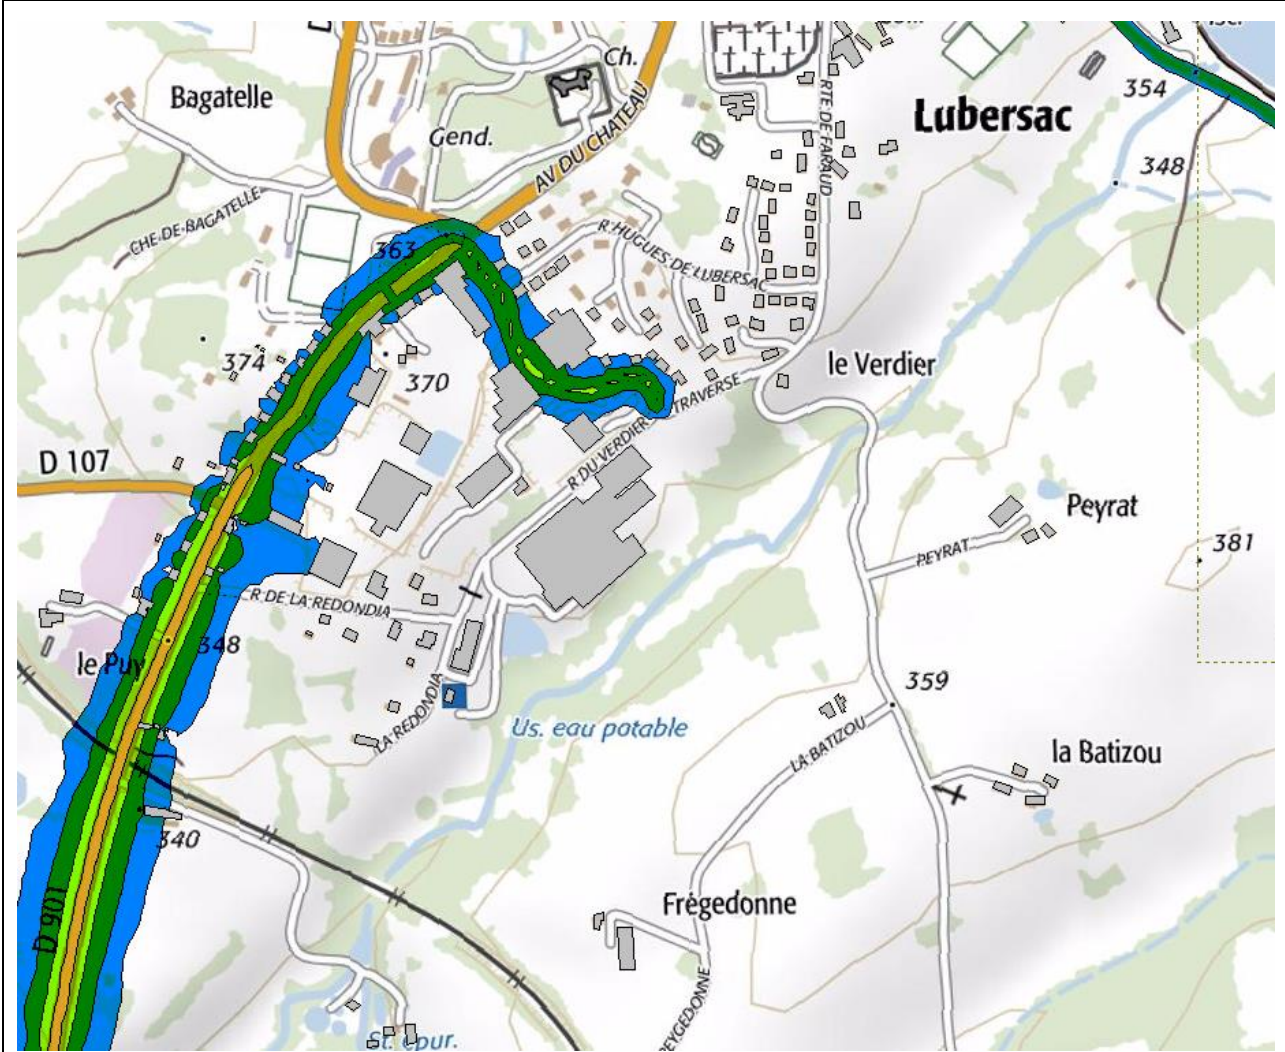 Ch.
354
Bagatelle
Lubersac
Gend.
AV DU CHATEAU
RTE DE FARAUD
348
CHE DE BAGATELLE
363
R HUGUES DE LUBERSAC
374
370
le Verdier
TRAVERSE
R DU VERDIER
D 107
Peyrat
PEYRAT
381
R DE LA REDONDIA
348
le Puy
359
LA REDONDIA
Us. eau potable
LA BATIZOU
la Batizou
340
Frégedonne
D 901
PEYGEDONNE
St. épur.